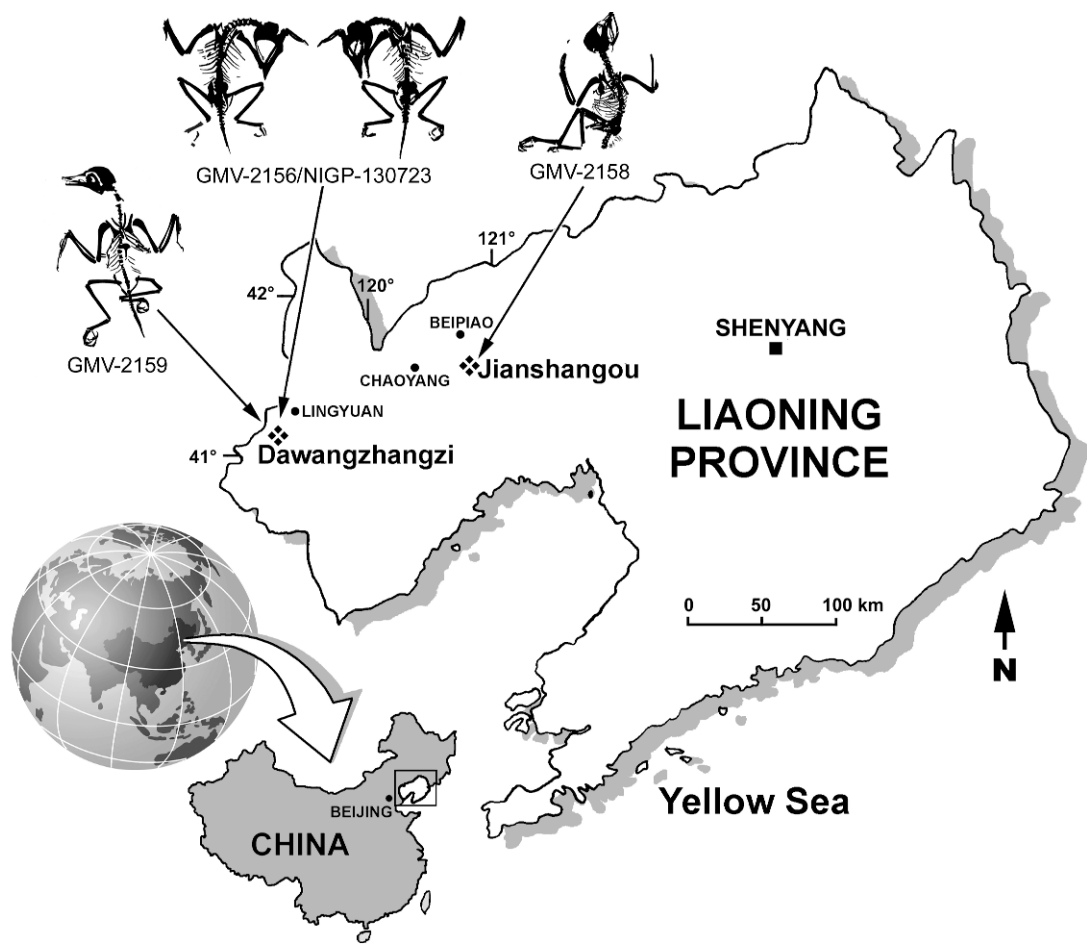 GMV-2156/NIGP-130723
GMV-2158
GMV-2159
121°
42°
120°
BEIPIAO
SHENYANG
Jianshangou
CHAOYANG
LINGYUAN
LIAONING
PROVINCE
41°
Dawangzhangzi
0 50 100 km
N
Yellow Sea
BEIJING
CHINA